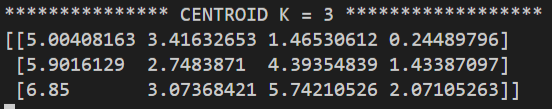 *************** CENTROID K = 3 ******************
[[5.00408163 3.41632653 1.46530612 0.24489796]
 [5.9016129  2.7483871  4.39354839 1.43387097]
 [6.85       3.07368421 5.74210526 2.07105263]]